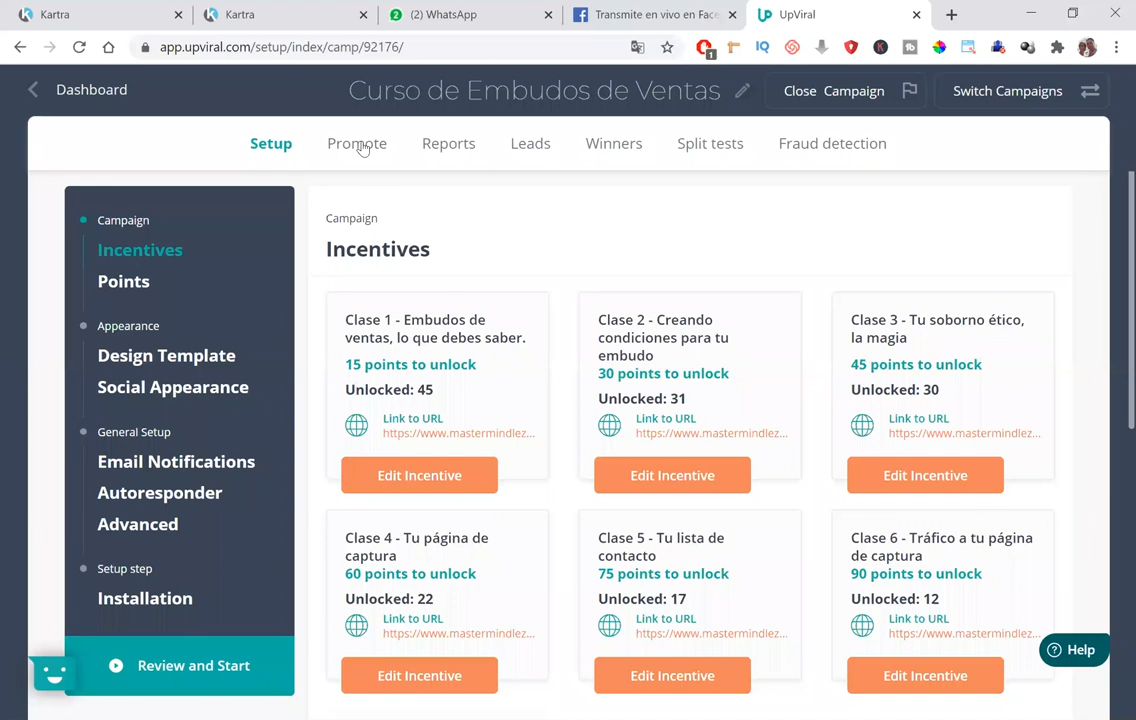 Kartra
Kartra
(2) WhatsApp
Transmite en vivo en Face
UpViral
app.upviral.com/setup/index/camp/92176/
Dashboard
Curso de Embudos de Ventas
Close Campaign
Switch Campaigns
Setup
Promote
Reports
Leads
Winners
Split tests
Fraud detection
Campaign
Incentives
Points
Appearance
Design Template
Social Appearance
General Setup
Email Notifications
Autoresponder
Advanced
Setup step
Installation
Review and Start
Campaign
Incentives
Clase 1 - Embudos de
ventas, lo que debes saber.
15 points to unlock
Unlocked: 45
Link to URL
https://www.mastermindlez...
Edit Incentive
Clase 2 - Creando
condiciones para tu
embudo
30 points to unlock
Unlocked: 31
Link to URL
https://www.mastermindlez...
Edit Incentive
Clase 3 - Tu soborno ético,
la magia
45 points to unlock
Unlocked: 30
Link to URL
https://www.mastermindlez...
Edit Incentive
Clase 4 - Tu página de
captura
60 points to unlock
Unlocked: 22
Link to URL
https://www.mastermindlez...
Edit Incentive
Clase 5 - Tu lista de
contacto
75 points to unlock
Unlocked: 17
Link to URL
https://www.mastermindlez...
Edit Incentive
Clase 6 - Tráfico a tu página
de captura
90 points to unlock
Unlocked: 12
Link to URL
https://www.mastermindlez...
Edit Incentive
Help